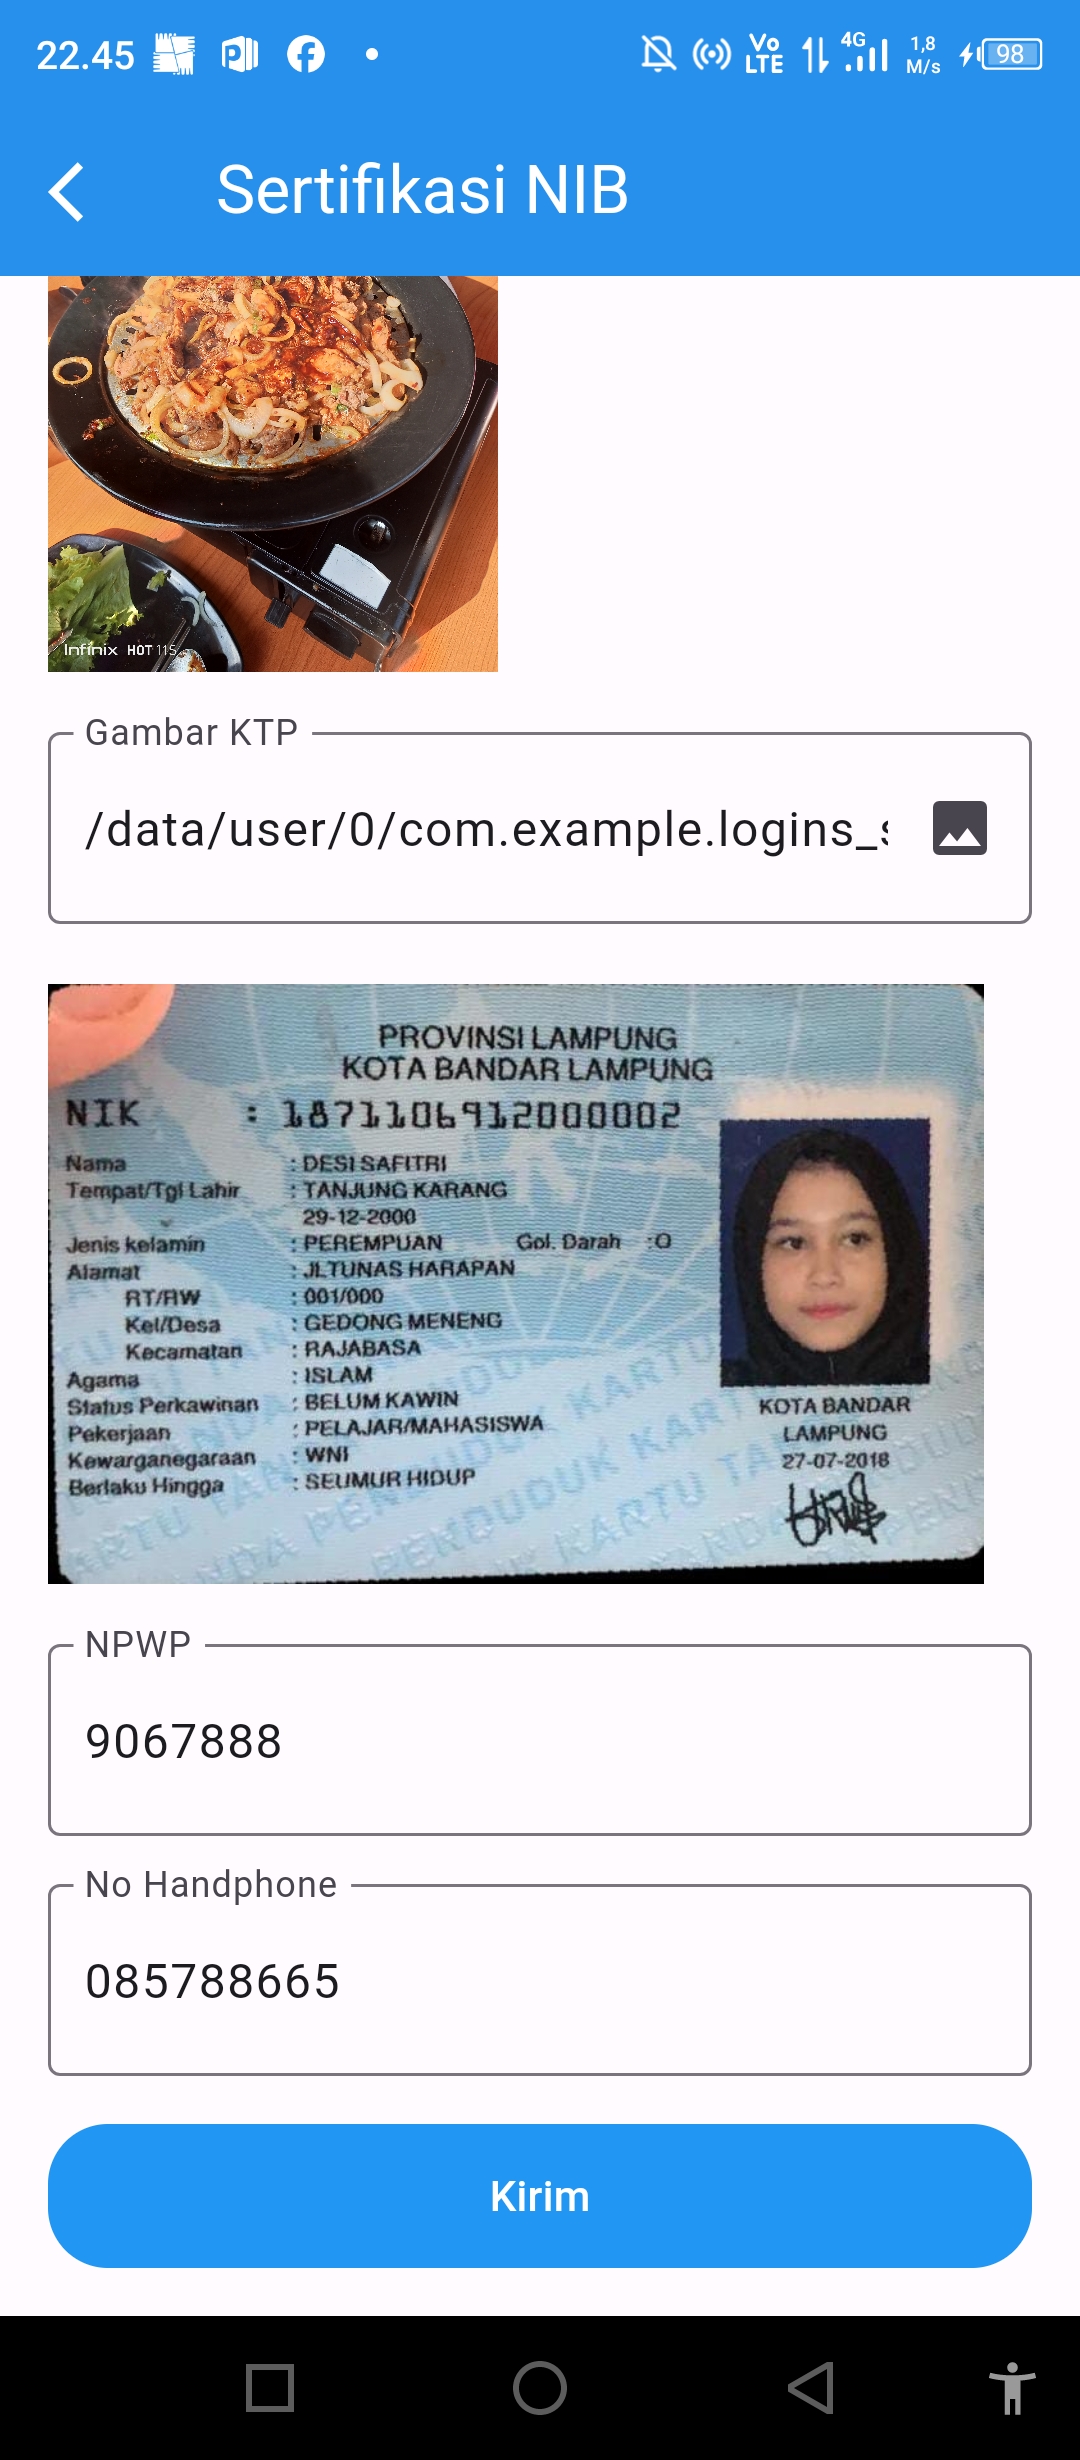 22.45
Vo LTE
4G
1,8 M/s
98
Sertifikasi NIB
Infinix HOT 11S
Gambar KTP
/data/user/0/com.example.logins_s
PROVINSI LAMPUNG
KOTA BANDAR LAMPUNG
NIK : 1871106912000002
Nama : DESI SAFITRI
Tempat/Tgl Lahir : TANJUNG KARANG
29-12-2000
Jenis kelamin : PEREMPUAN Gol. Darah :O
Alamat : JLTUNAS HARAPAN
RT/RW : 001/000
Kel/Desa : GEDONG MENENG
Kecamatan : RAJABASA
Agama : ISLAM
Status Perkawinan : BELUM KAWIN
Pekerjaan : PELAJAR/MAHASISWA
Kewarganegaraan : WNI
Berlaku Hingga : SEUMUR HIDUP
KOTA BANDAR
LAMPUNG
27-07-2018
NPWP
9067888
No Handphone
085788665
Kirim